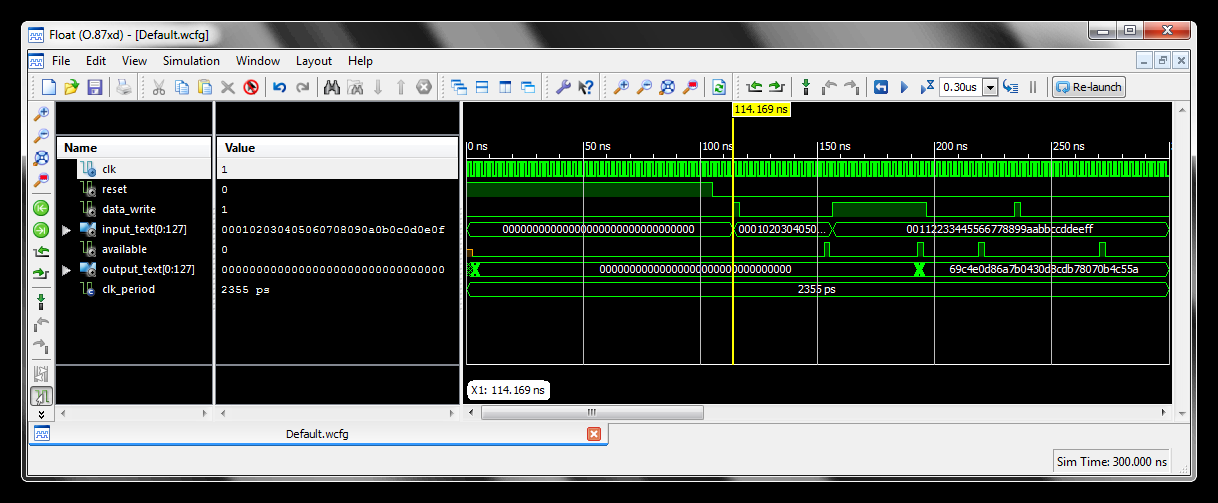 Float (O.87xd) - [Default.wcfg]
File Edit View Simulation Window Layout Help
0.30us Re-launch
114.169 ns
Name Value
0 ns 50 ns 100 ns 150 ns 200 ns 250 ns
clk 1
reset 0
data_write 1
input_text[0:127] 000102030405060708090a0b0c0d0e0f 00000000000000000000000000000000 0001020304050... 00112233445566778899aabbccddeeff
available 0
output_text[0:127] 00000000000000000000000000000000 00000000000000000000000000000000 69c4e0d86a7b0430d8cdb78070b4c55a
clk_period 2355 ps 2355 ps
X1: 114.169 ns
Default.wcfg
Sim Time: 300.000 ns